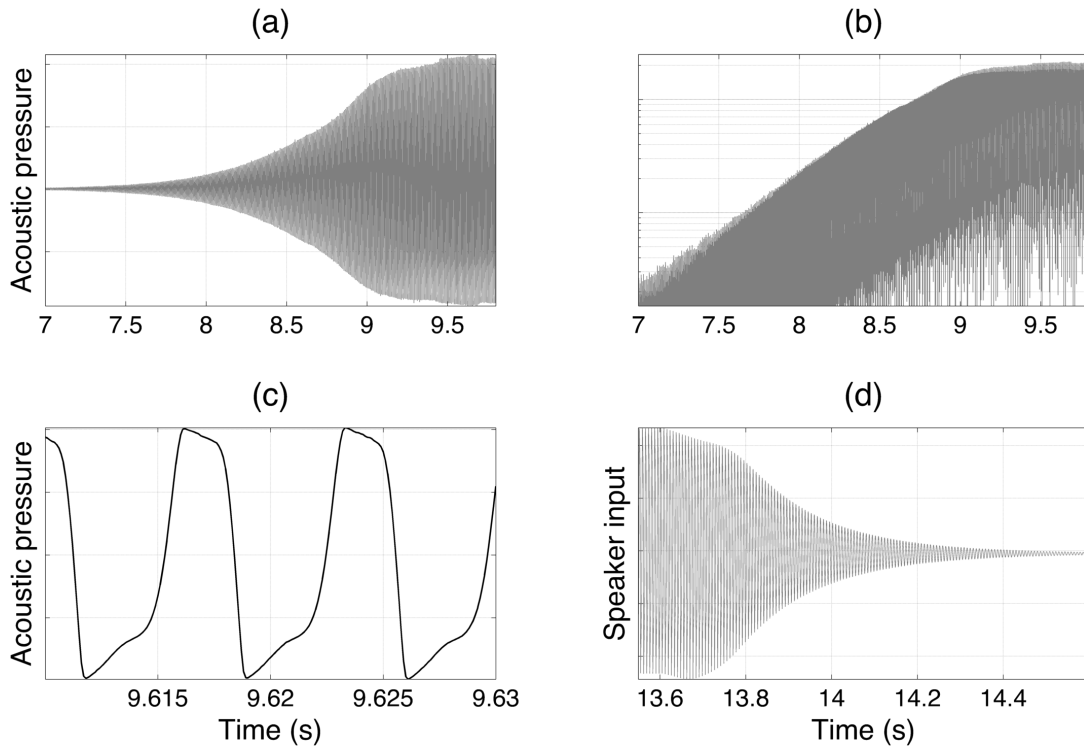 (a)
Acoustic pressure
7 7.5 8 8.5 9 9.5
(b)
7 7.5 8 8.5 9 9.5
(c)
Acoustic pressure
9.615 9.62 9.625 9.63
Time (s)
(d)
Speaker input
13.6 13.8 14 14.2 14.4
Time (s)